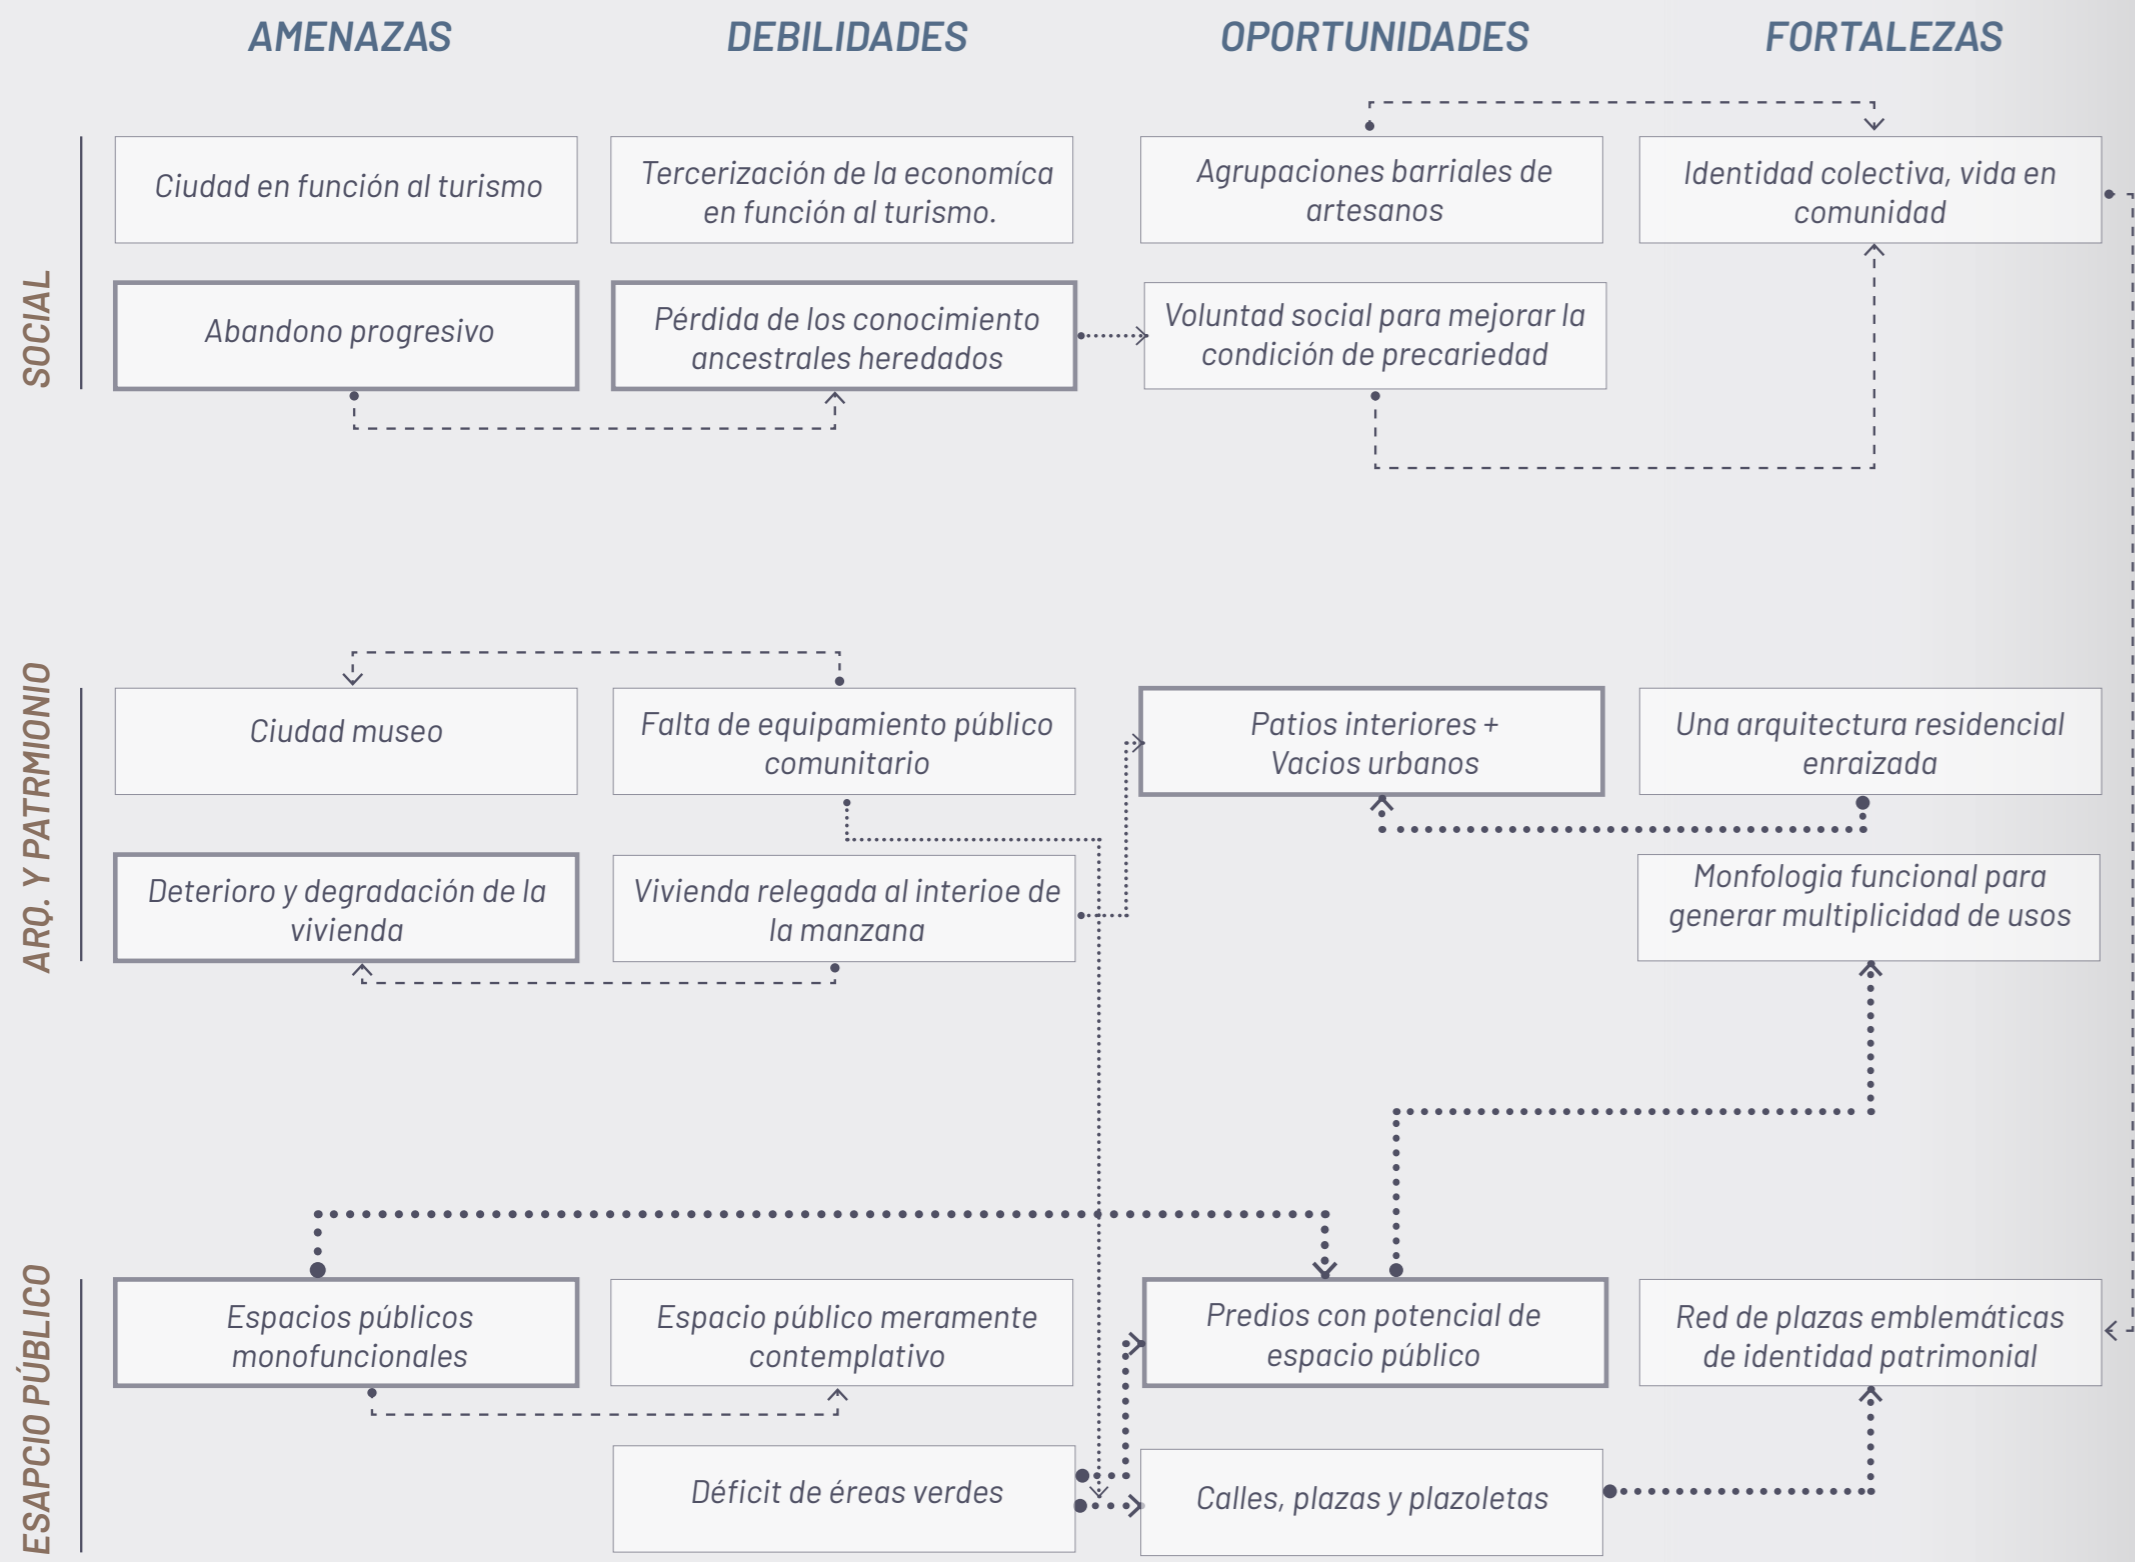 AMENAZAS
DEBILIDADES
OPORTUNIDADES
FORTALEZAS
SOCIAL
Ciudad en función al turismo
Tercerización de la economíca
en función al turismo.
Agrupaciones barriales de
artesanos
Identidad colectiva, vida en
comunidad
Abandono progresivo
Pérdida de los conocimiento
ancestrales heredados
Voluntad social para mejorar la
condición de precariedad
ARQ. Y PATRMIONIO
Ciudad museo
Falta de equipamiento público
comunitario
Patios interiores +
Vacios urbanos
Una arquitectura residencial
enraizada
Deterioro y degradación de la
vivienda
Vivienda relegada al interioe de
la manzana
Monfologia funcional para
generar multiplicidad de usos
ESAPCIO PÚBLICO
Espacios públicos
monofuncionales
Espacio público meramente
contemplativo
Predios con potencial de
espacio público
Red de plazas emblemáticas
de identidad patrimonial
Déficit de éreas verdes
Calles, plazas y plazoletas